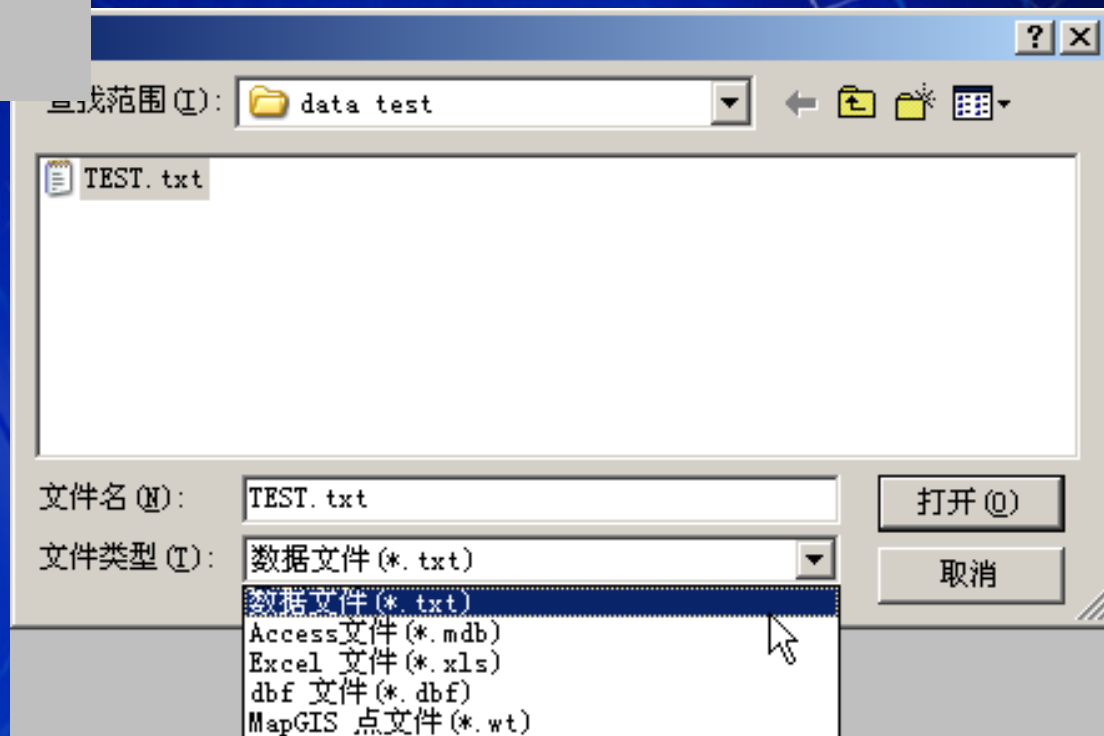 查找范围(I): data test
TEST.txt
文件名(N): TEST.txt 打开(O)
文件类型(T): 数据文件(*.txt) 取消
数据文件(*.txt)
Access文件(*.mdb)
Excel 文件(*.xls)
dbf 文件(*.dbf)
MapGIS 点文件(*.wt)